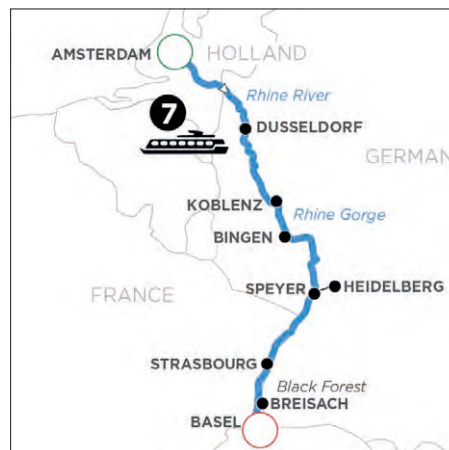 HOLLAND
AMSTERDAM
Rhine River
7
DUSSELDORF
GERMAN
KOBLENZ
Rhine Gorge
BINGEN
SPEYER
HEIDELBERG
FRANCE
STRASBOURG
Black Forest
BREISACH
BASEL